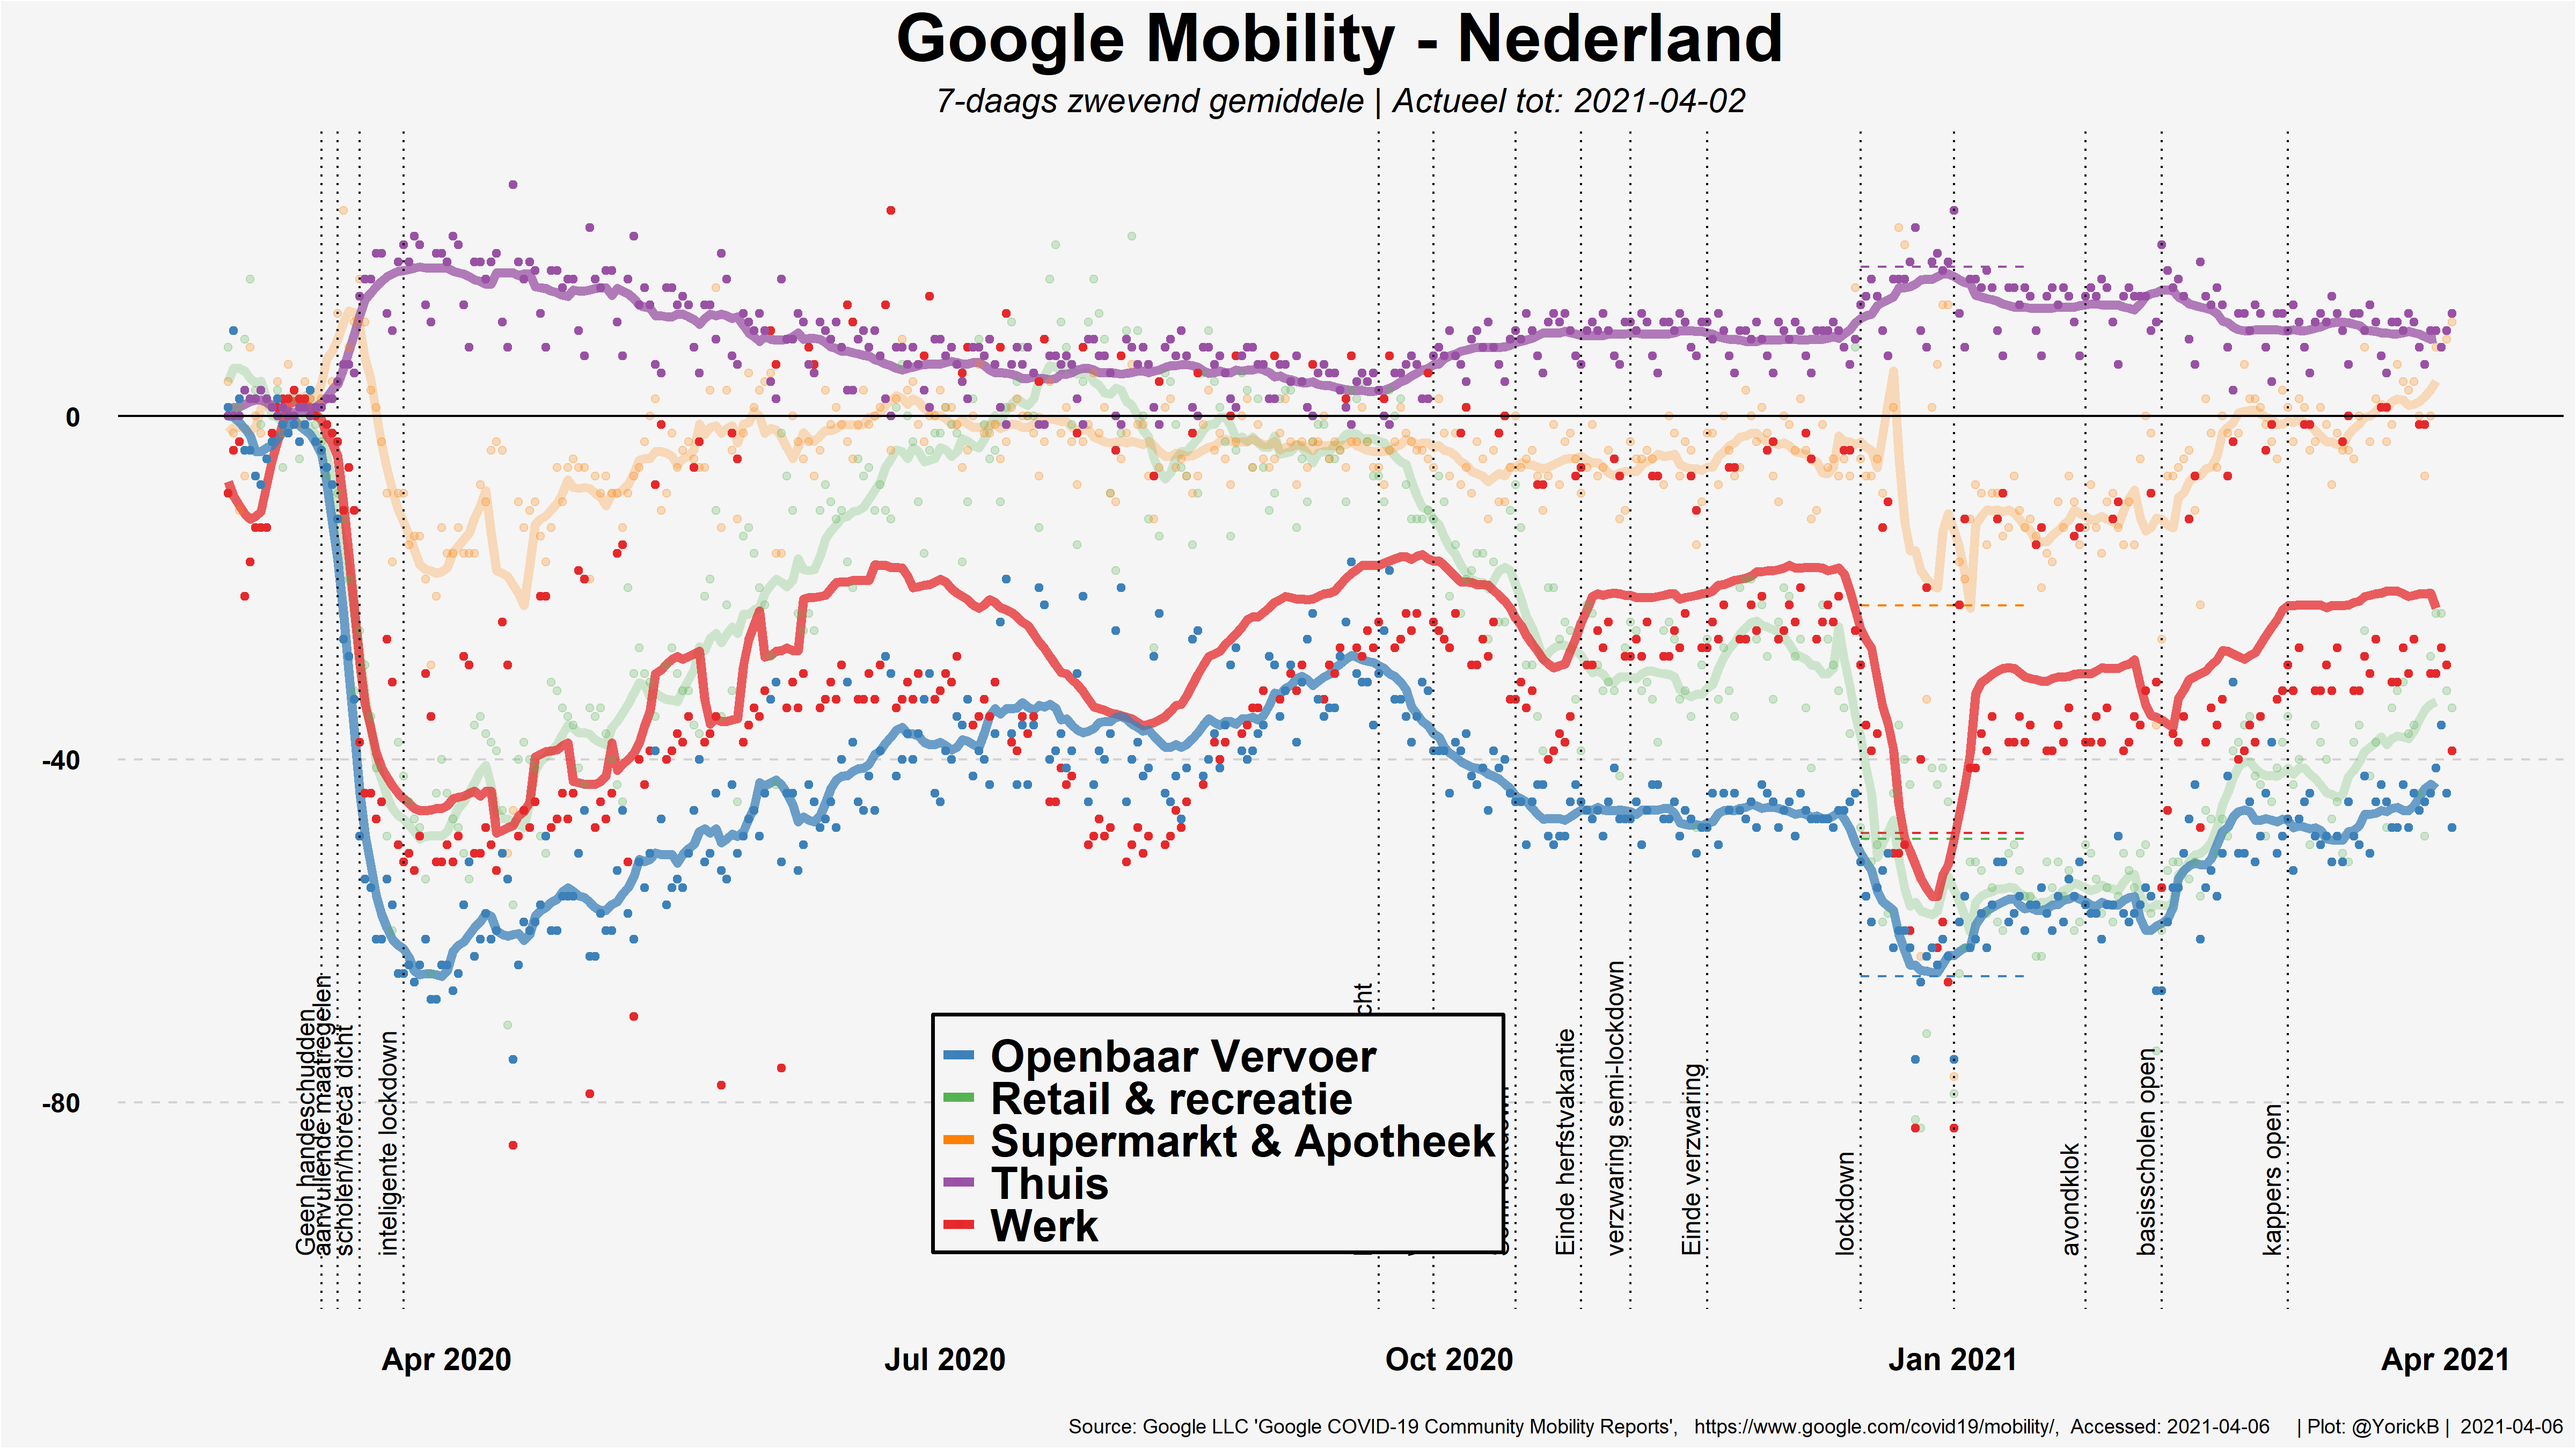 Google Mobility - Nederland
7-daags zwevend gemiddele | Actueel tot: 2021-04-02
0
-40
-80
Geen handeschudden
aanvullende maatregelen
scholen/horeca dicht
inteligente lockdown
Einde herfstvakantie
verzwaring semi-lockdown
Einde verzwaring
lockdown
avondklok
basisscholen open
kappers open
Openbaar Vervoer
Retail & recreatie
Supermarkt & Apotheek
Thuis
Werk
Apr 2020
Jul 2020
Oct 2020
Jan 2021
Apr 2021
Source: Google LLC 'Google COVID-19 Community Mobility Reports', https://www.google.com/covid19/mobility/, Accessed: 2021-04-06 | Plot: @YorickB | 2021-04-06